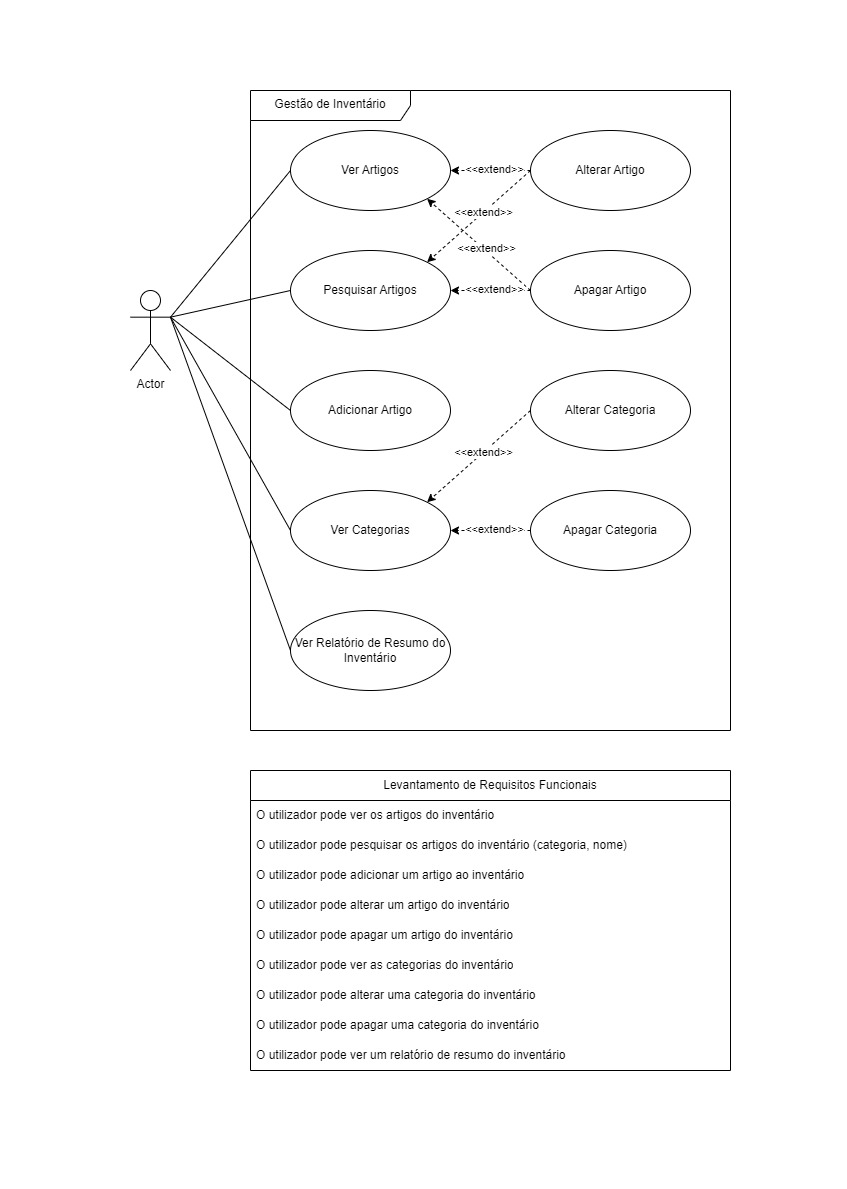 Gestão de Inventário
Ver Artigos
<<extend>>
Alterar Artigo
<<extend>>
<<extend>>
Pesquisar Artigos
<<extend>>
Apagar Artigo
Actor
Adicionar Artigo
Alterar Categoria
<<extend>>
Ver Categorias
<<extend>>
Apagar Categoria
Ver Relatório de Resumo do
Inventário
Levantamento de Requisitos Funcionais
O utilizador pode ver os artigos do inventário
O utilizador pode pesquisar os artigos do inventário (categoria, nome)
O utilizador pode adicionar um artigo ao inventário
O utilizador pode alterar um artigo do inventário
O utilizador pode apagar um artigo do inventário
O utilizador pode ver as categorias do inventário
O utilizador pode alterar uma categoria do inventário
O utilizador pode apagar uma categoria do inventário
O utilizador pode ver um relatório de resumo do inventário